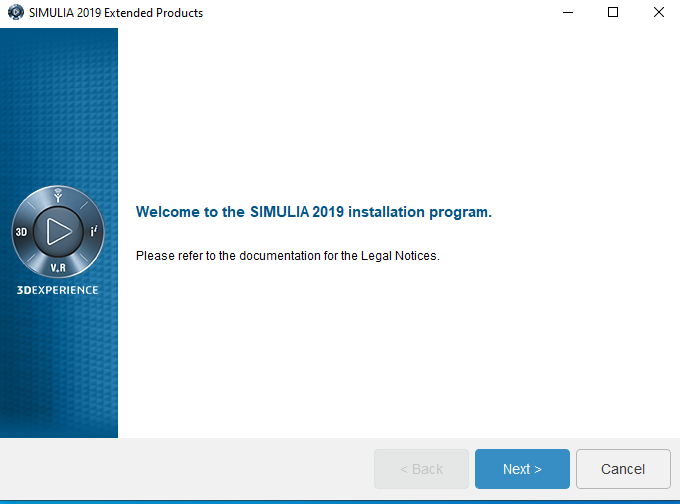 SIMULIA 2019 Extended Products
Welcome to the SIMULIA 2019 installation program.
Please refer to the documentation for the Legal Notices.
3D
i
V.R
3DEXPERIENCE
< Back
Next >
Cancel